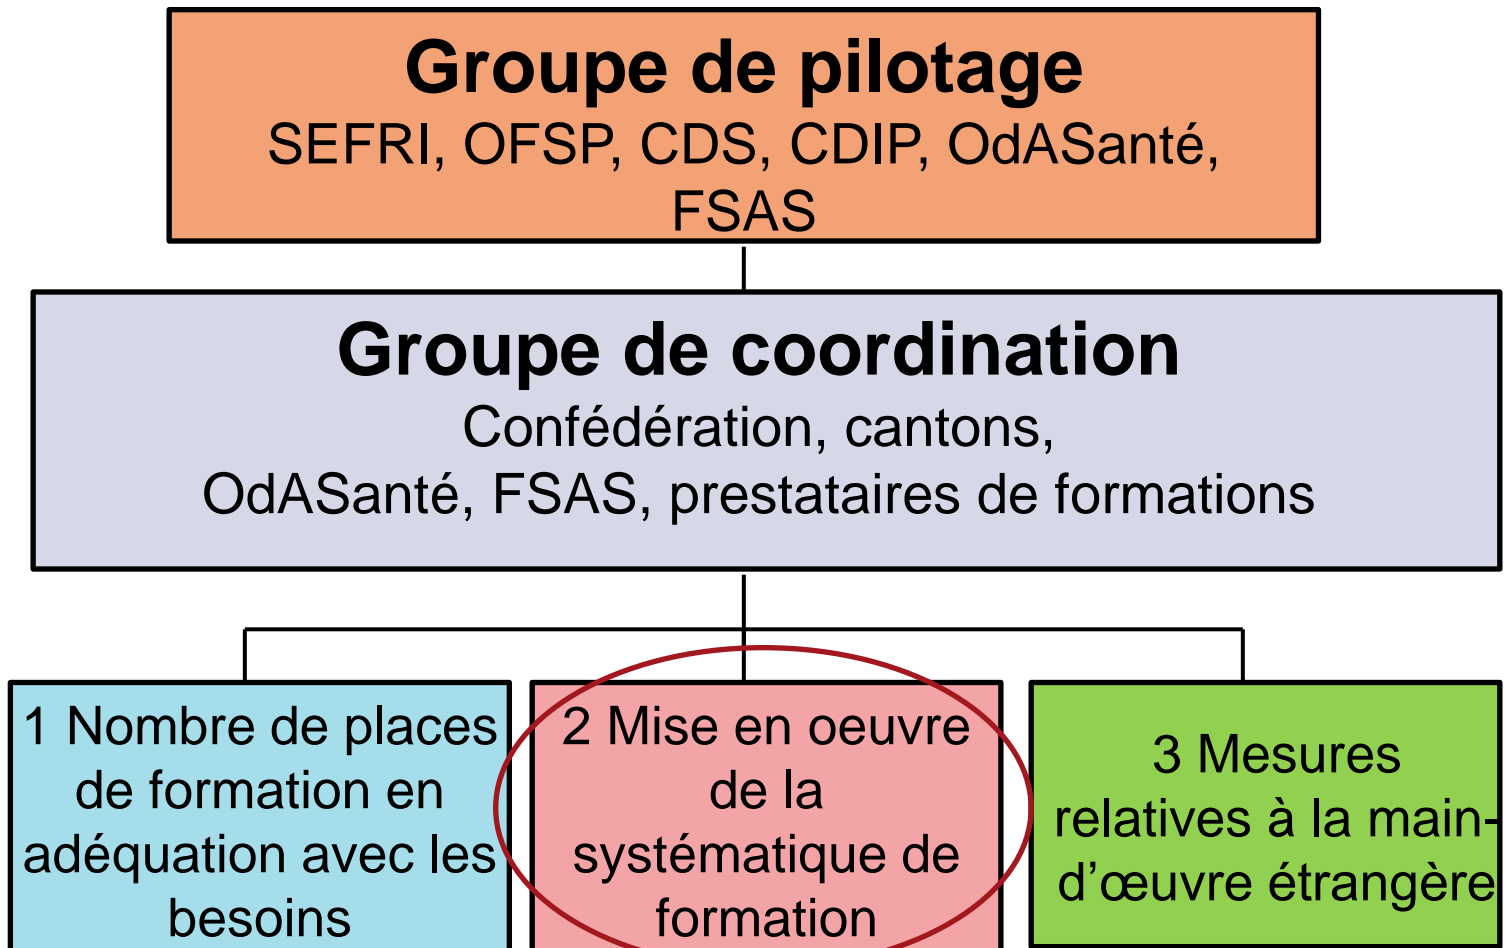 Groupe de pilotage
SEFRI, OFSP, CDS, CDIP, OdASanté,
FSAS
Groupe de coordination
Confédération, cantons,
OdASanté, FSAS, prestataires de formations
1 Nombre de places
de formation en
adéquation avec les
besoins
2 Mise en oeuvre
de la
systématique de
formation
3 Mesures
relatives à la main-
d’œuvre étrangère